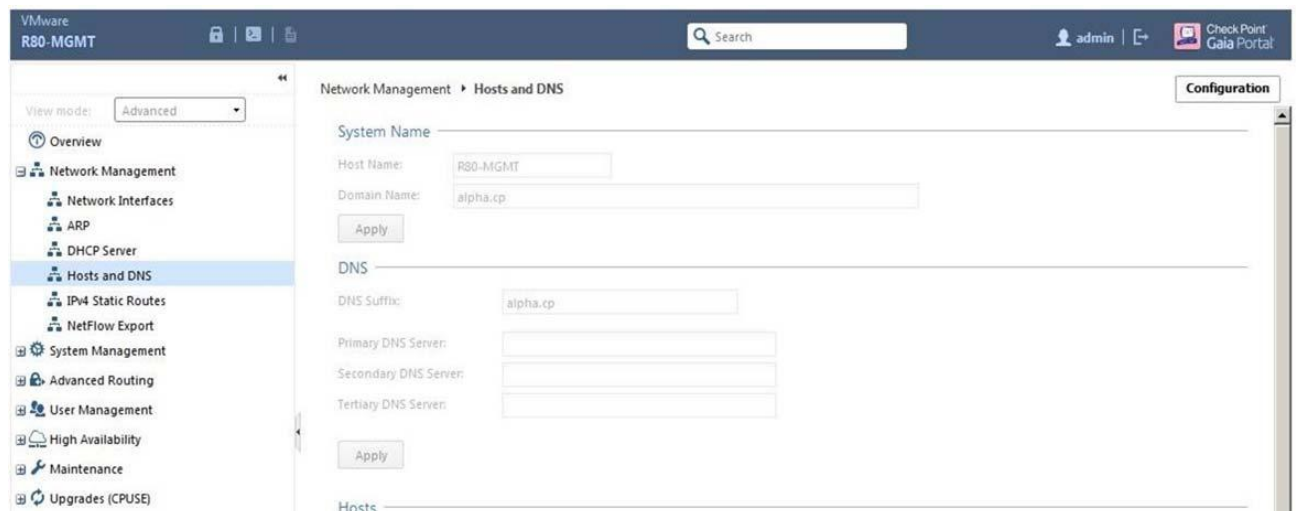 VMware
R80-MGMT
Search
admin
Check Point
Gaia Portal
View mode: Advanced
Overview
Network Management
Network Interfaces
ARP
DHCP Server
Hosts and DNS
IPv4 Static Routes
NetFlow Export
System Management
Advanced Routing
User Management
High Availability
Maintenance
Upgrades (CPUSE)
Network Management Hosts and DNS
Configuration
System Name
Host Name: R80-MGMT
Domain Name: alpha.cp
Apply
DNS
DNS Suffix: alpha.cp
Primary DNS Server:
Secondary DNS Server:
Tertiary DNS Server:
Apply
Hosts